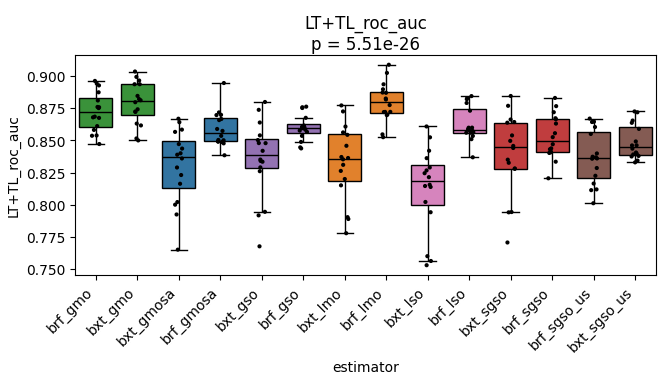 LT+TL_roc_auc
p = 5.51e-26
LT+TL_roc_auc
0.900
0.875
0.850
0.825
0.800
0.775
0.750
brf_gmo
bxt_gmo
bxt_gmosa
brf_gmosa
bxt_gso
brf_gso
bxt_lmo
brf_lmo
bxt_lso
brf_lso
bxt_sgso
brf_sgso
brf_sgso_us
bxt_sgso_us
estimator